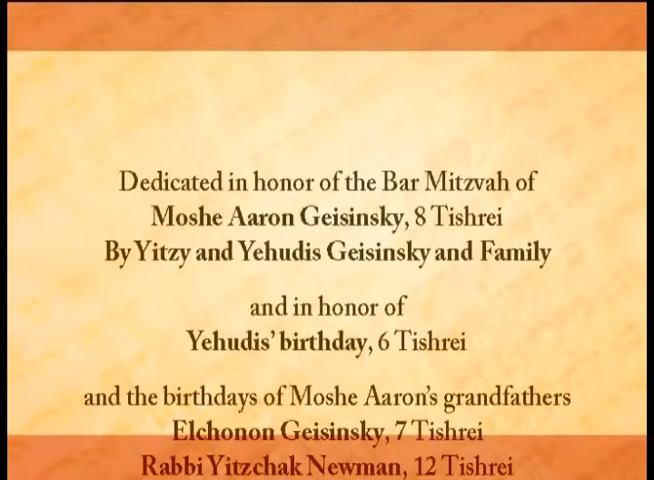 Dedicated in honor of the Bar Mitzvah of
Moshe Aaron Geisinsky, 8 Tishrei
By Yitzy and Yehudis Geisinsky and Family
and in honor of
Yehudis' birthday, 6 Tishrei
and the birthdays of Moshe Aaron's grandfathers
Elchonon Geisinsky, 7 Tishrei
Rabbi Yitzchak Newman, 12 Tishrei